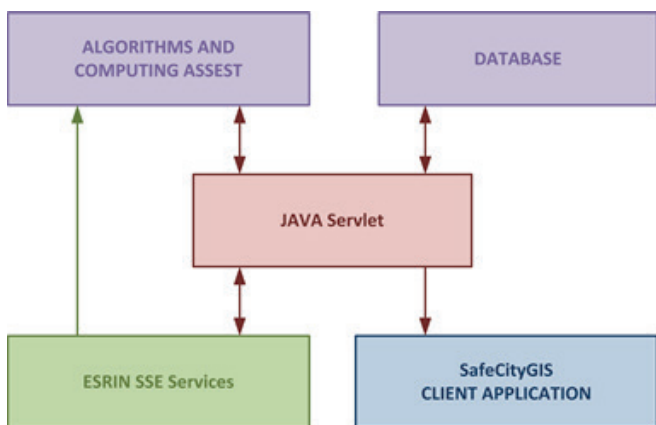 ALGORITHMS AND
COMPUTING ASSEST
DATABASE
JAVA Servlet
ESRIN SSE Services
SafeCityGIS
CLIENT APPLICATION